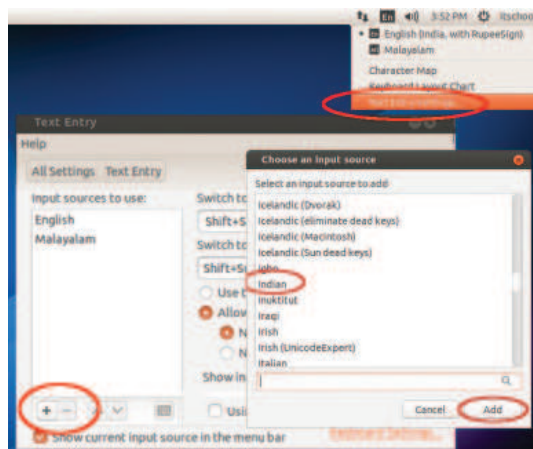 En 3:52 PM itschoo
English (India, with RupeeSign)
Malayalam
Character Map
Keyboard Layout Chart
Text Entry
Help
All Settings Text Entry
Input sources to use:
English
Malayalam
Switch to
Shift+S
Switch to
Shift+Su
Use t
Allow
N
N
Show in
Usi
Show current input source in the menu bar
Choose an input source
Select an input source to add
Icelandic (Dvorak)
Icelandic (eliminate dead keys)
Icelandic (Macintosh)
Icelandic (Sun dead keys)
Igbo
Indian
Inuktitut
Iraqi
Irish
Irish (UnicodeExpert)
Italian
Cancel Add